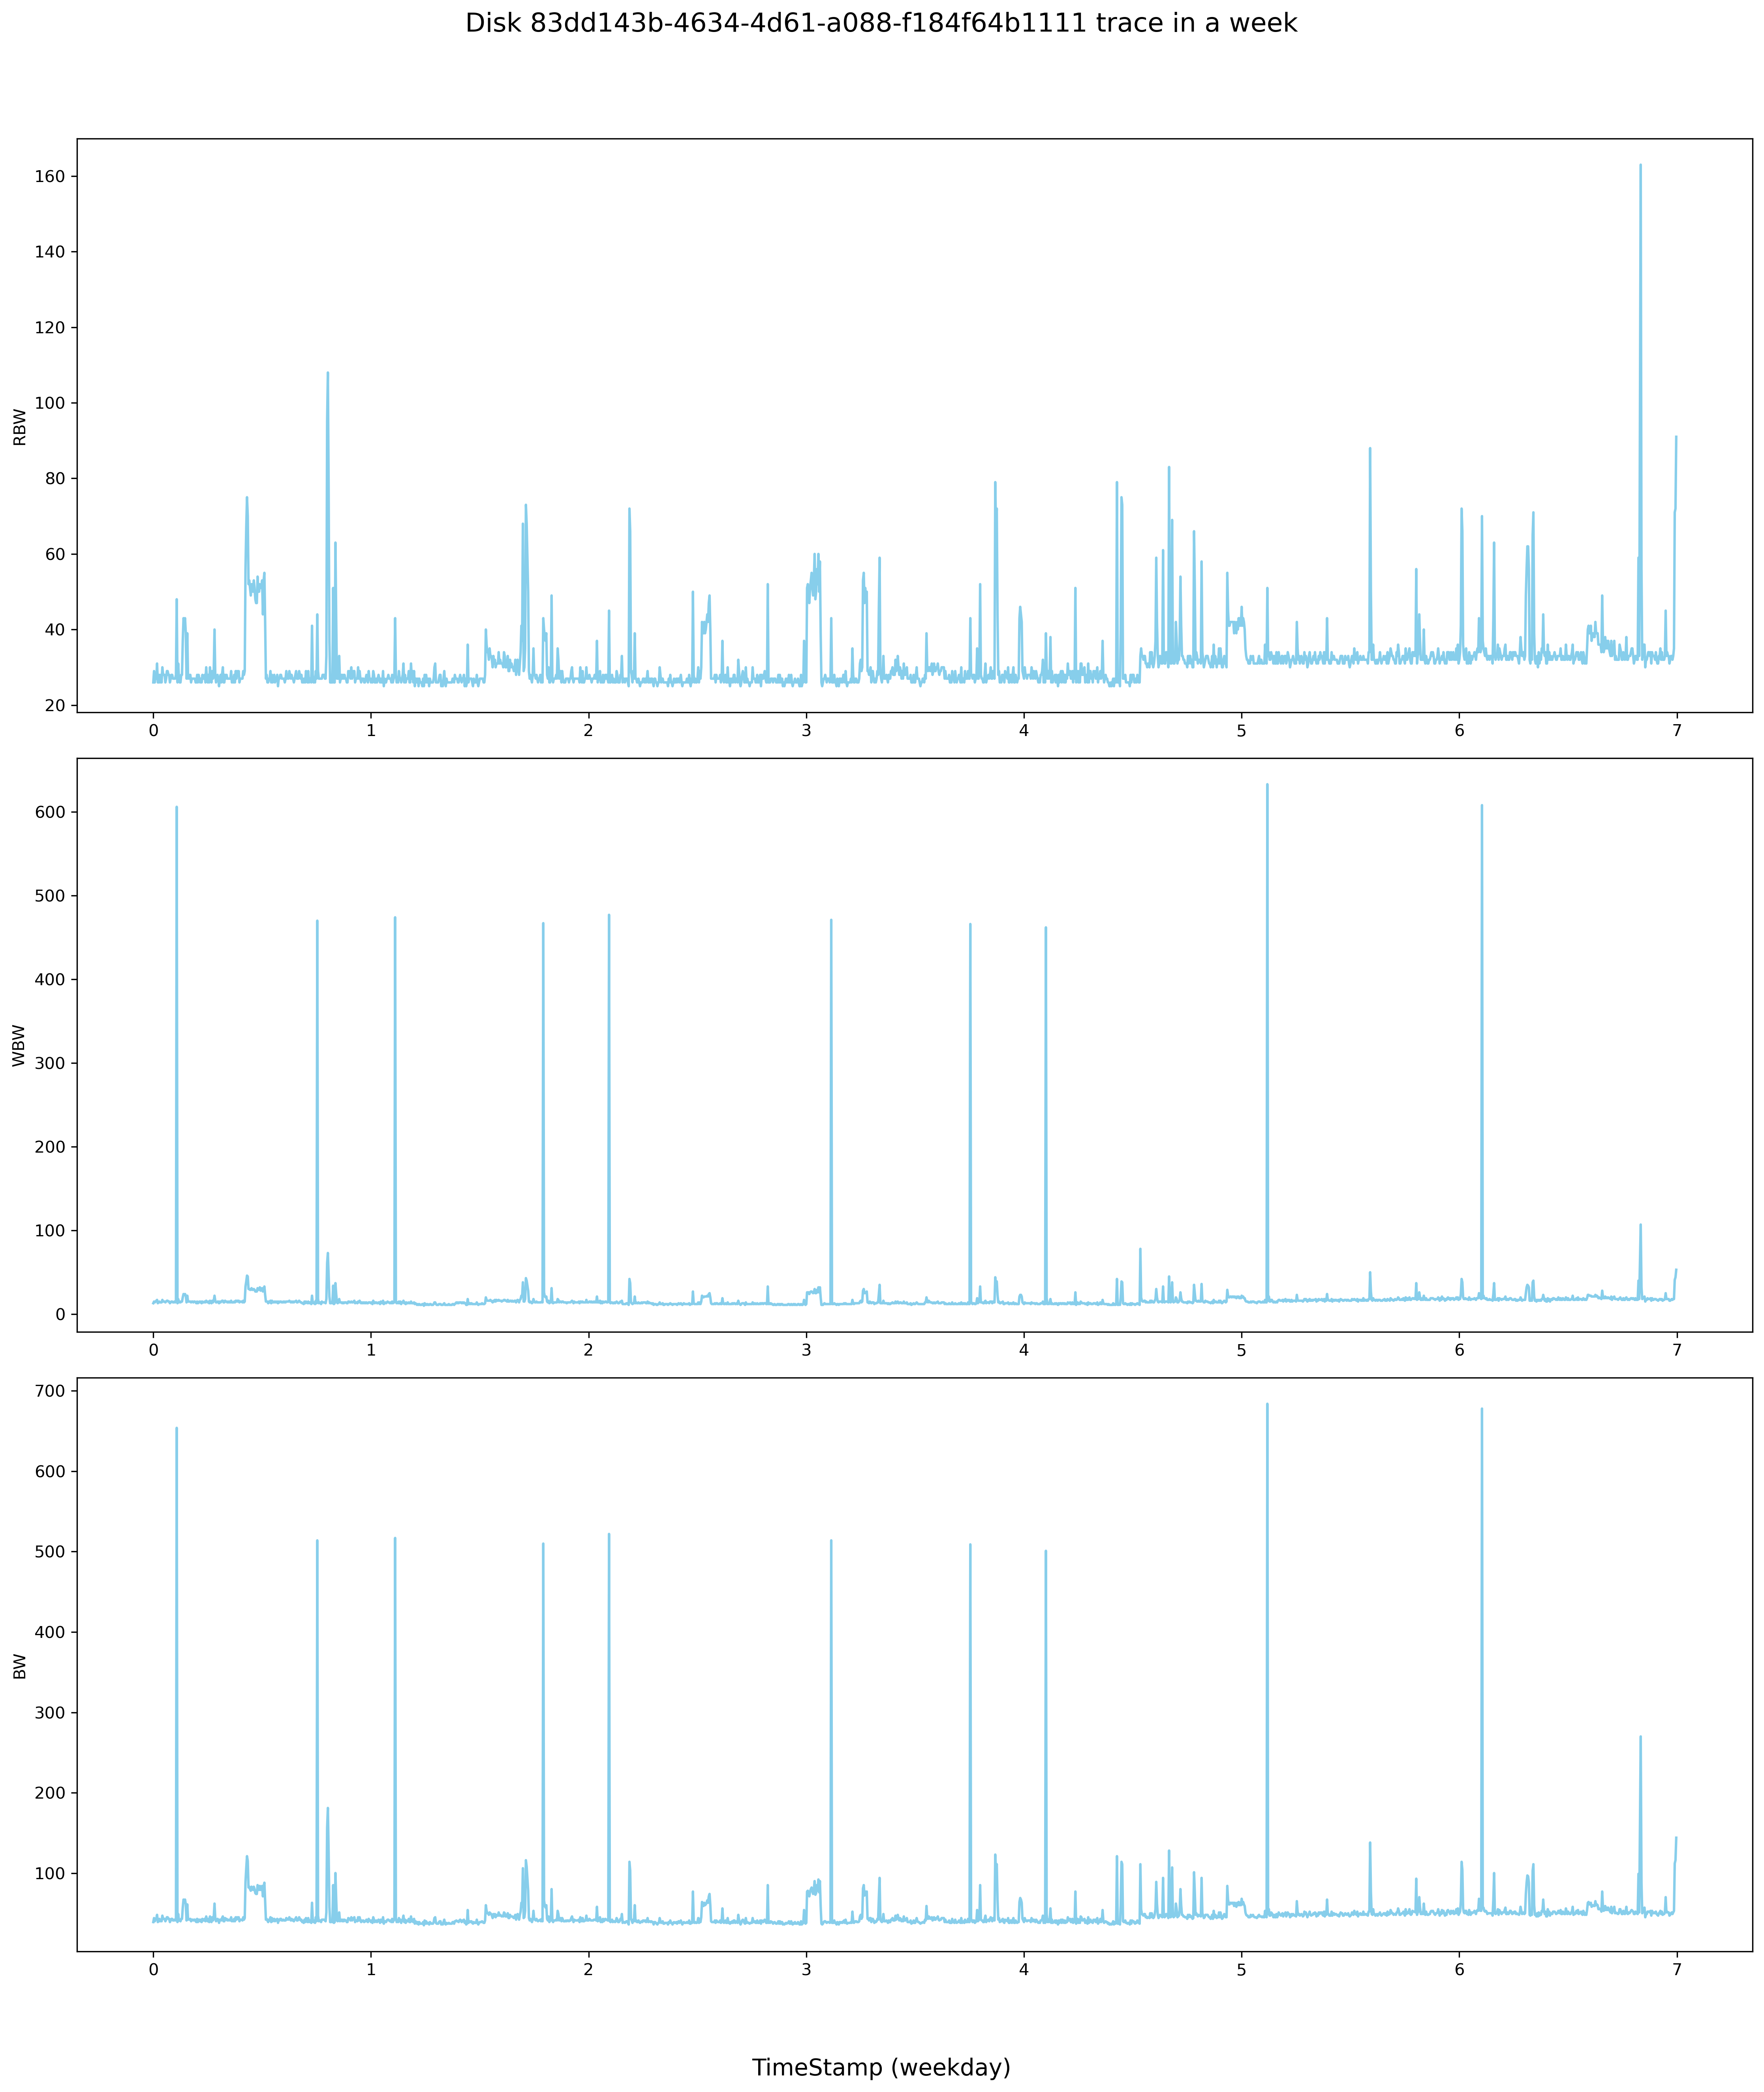 Disk 83dd143b-4634-4d61-a088-f184f64b1111 trace in a week
160
140
120
100
80
60
40
20
RBW
0 1 2 3 4 5 6 7
600
500
400
300
200
100
0
WBW
0 1 2 3 4 5 6 7
700
600
500
400
300
200
100
BW
0 1 2 3 4 5 6 7
TimeStamp (weekday)